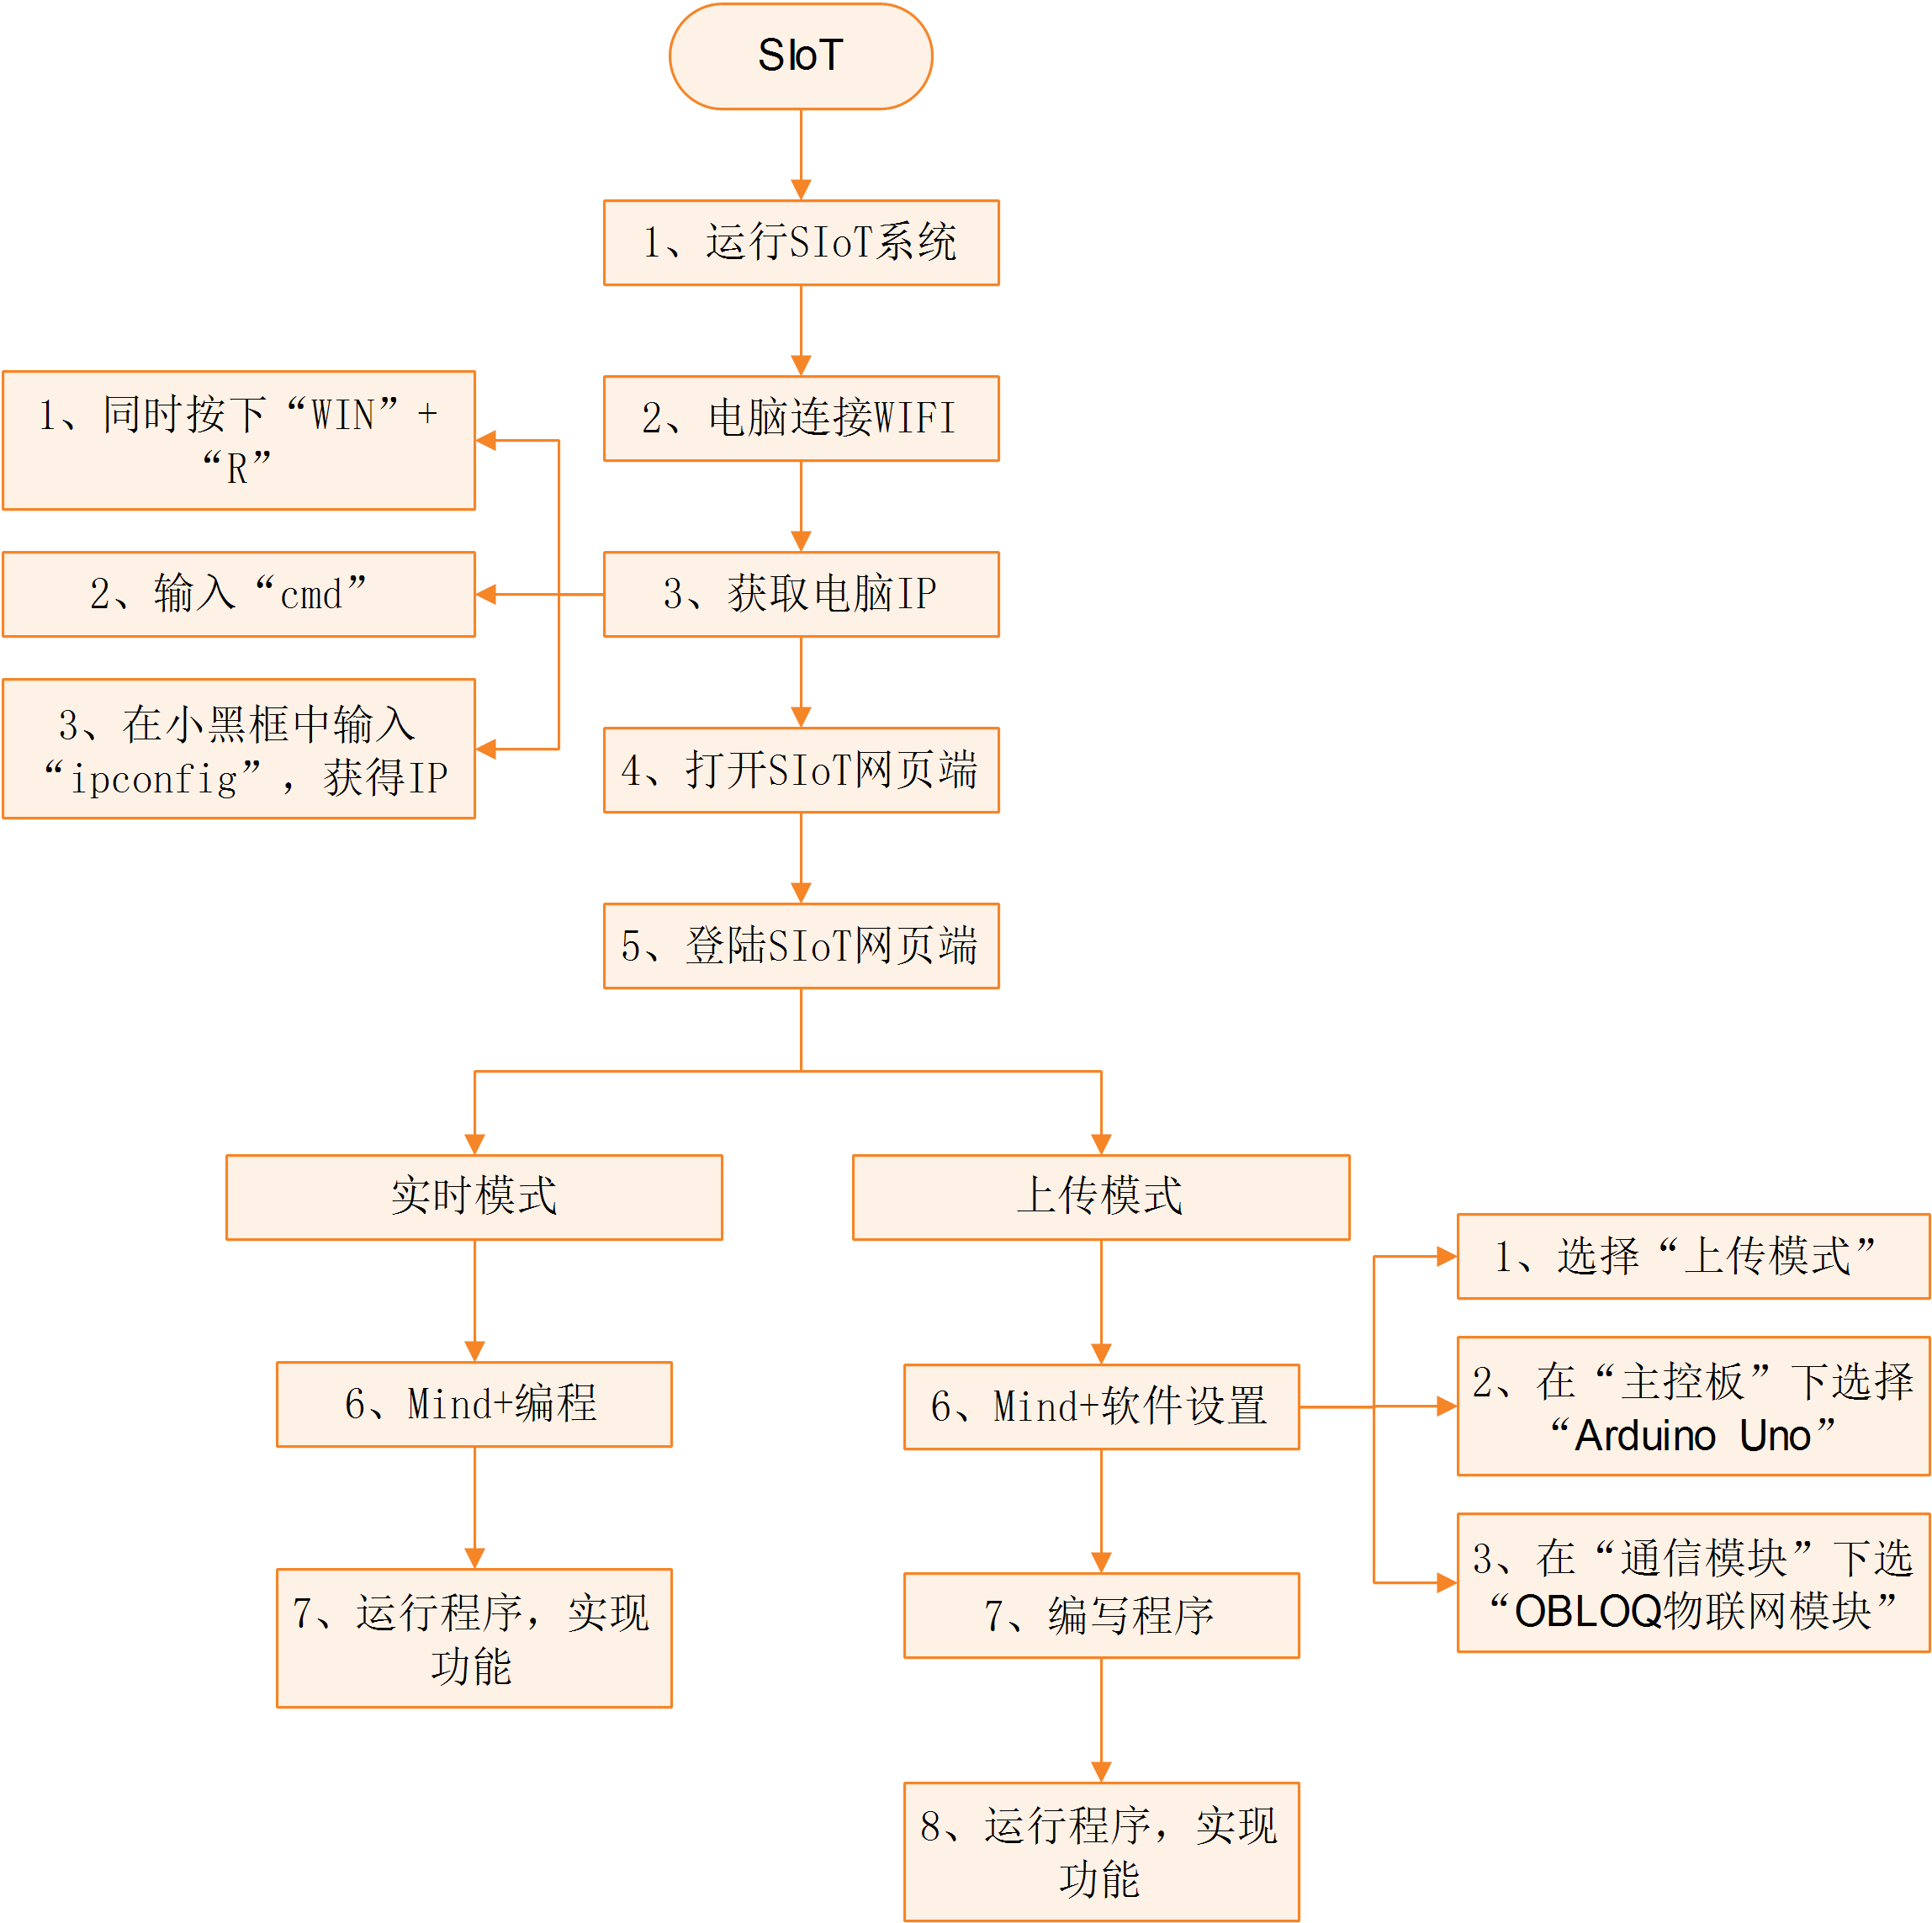 SIoT
1、运行SIoT系统
2、电脑连接WIFI
1、同时按下“WIN”+
“R”
3、获取电脑IP
2、输入“cmd”
3、在小黑框中输入
“ipconfig”，获得IP
4、打开SIoT网页端
5、登陆SIoT网页端
实时模式
6、Mind+编程
7、运行程序，实现
功能
上传模式
6、Mind+软件设置
1、选择“上传模式”
2、在“主控板”下选择
“Arduino Uno”
3、在“通信模块”下选
“OBLOQ物联网模块”
7、编写程序
8、运行程序，实现
功能